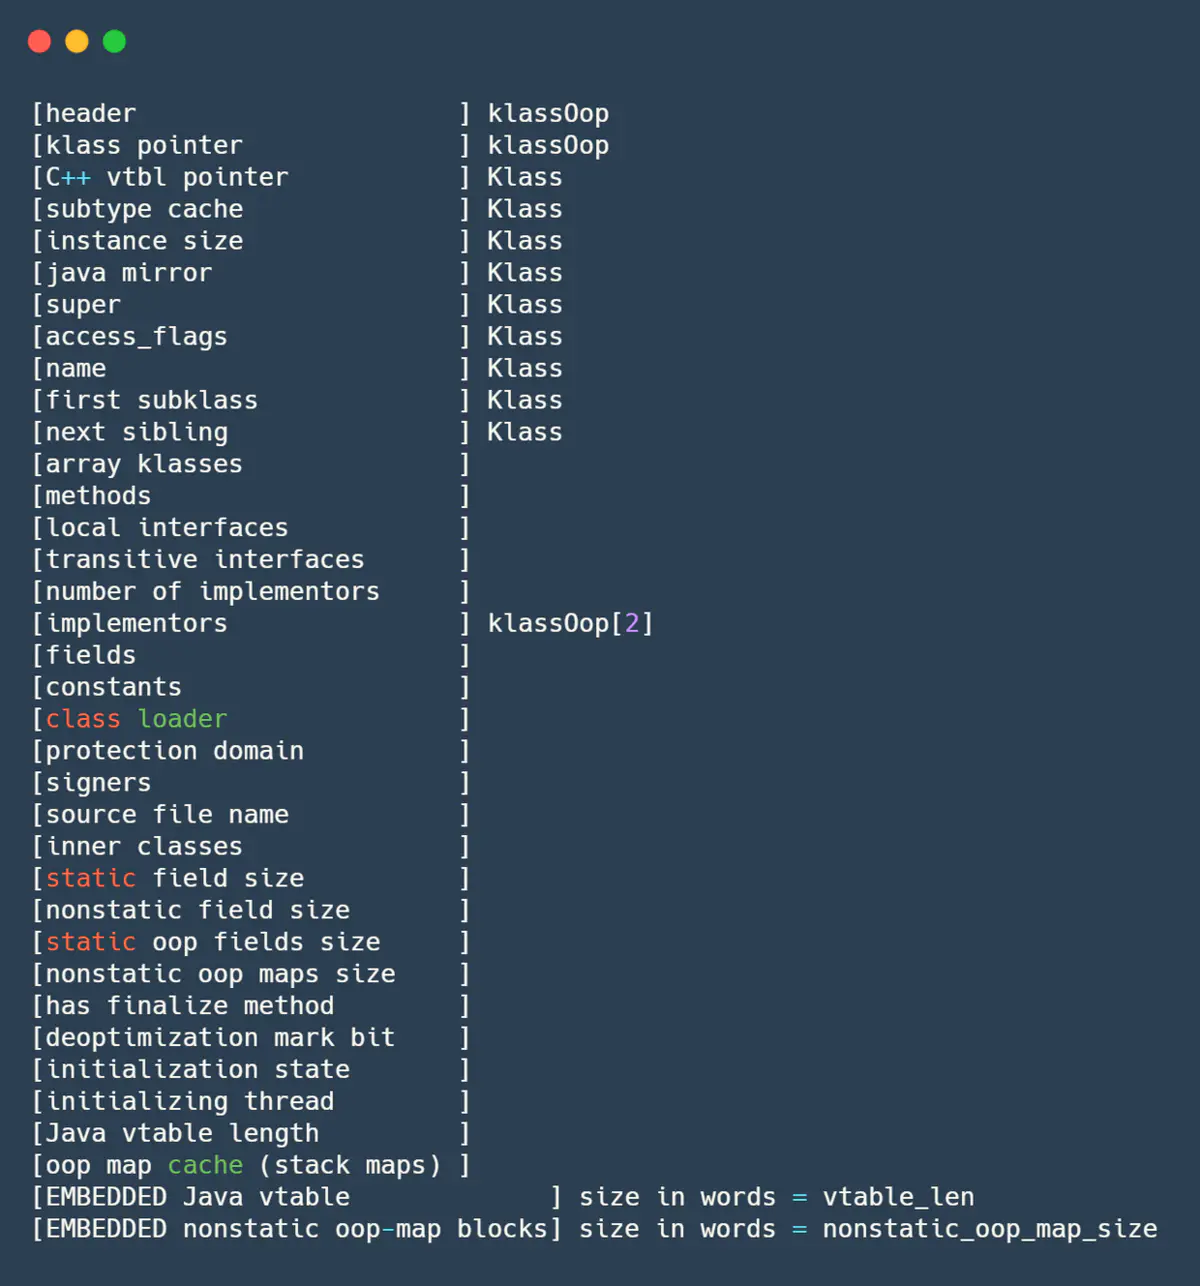 [header                     ] klassOop
[klass pointer              ] klassOop
[C++ vtbl pointer           ] Klass
[subtype cache              ] Klass
[instance size              ] Klass
[java mirror                ] Klass
[super                      ] Klass
[access_flags               ] Klass
[name                       ] Klass
[first subklass             ] Klass
[next sibling               ] Klass
[array klasses              ]
[methods                    ]
[local interfaces           ]
[transitive interfaces      ]
[number of implementors     ]
[implementors               ] klassOop[2]
[fields                     ]
[constants                  ]
[class loader               ]
[protection domain          ]
[signers                    ]
[source file name           ]
[inner classes              ]
[static field size          ]
[nonstatic field size       ]
[static oop fields size     ]
[nonstatic oop maps size    ]
[has finalize method        ]
[deoptimization mark bit    ]
[initialization state       ]
[initializing thread        ]
[Java vtable length         ]
[oop map cache (stack maps) ]
[EMBEDDED Java vtable             ] size in words = vtable_len
[EMBEDDED nonstatic oop-map blocks] size in words = nonstatic_oop_map_size